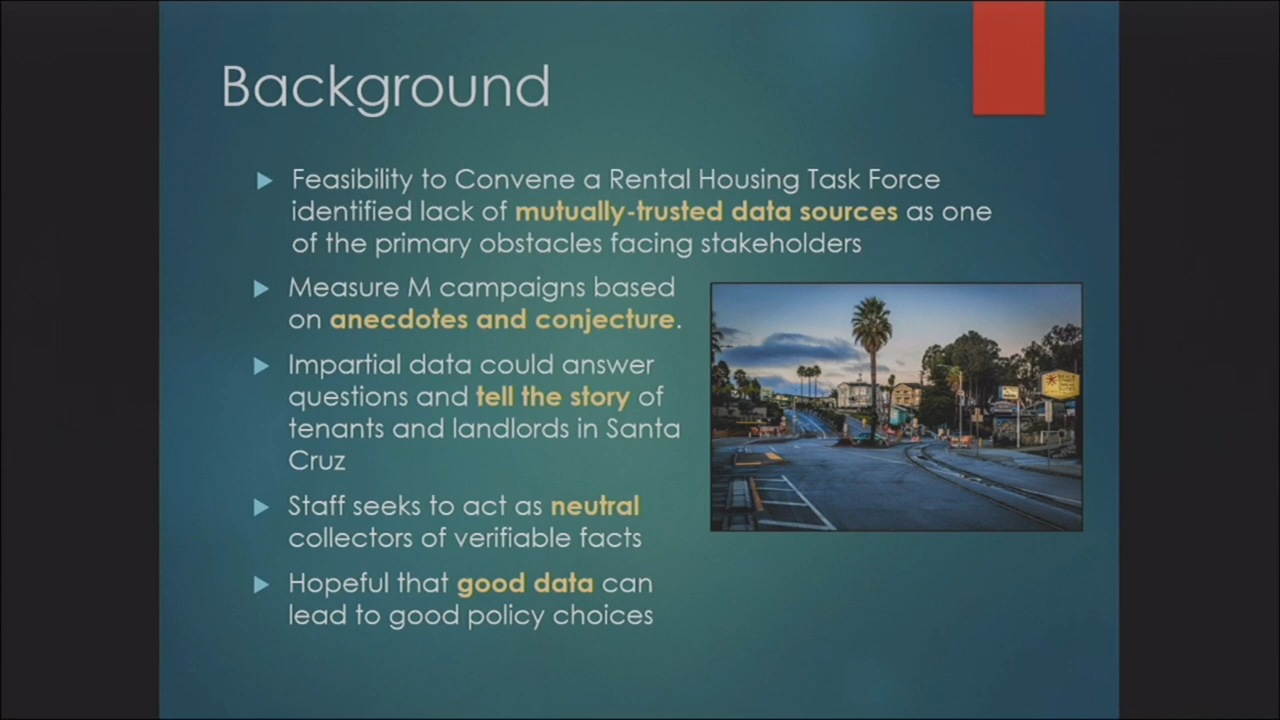 Background
Feasibility to Convene a Rental Housing Task Force
identified lack of mutually-trusted data sources as one
of the primary obstacles facing stakeholders
Measure M campaigns based
on anecdotes and conjecture.
Impartial data could answer
questions and tell the story of
tenants and landlords in Santa
Cruz
Staff seeks to act as neutral
collectors of verifiable facts
Hopeful that good data can
lead to good policy choices